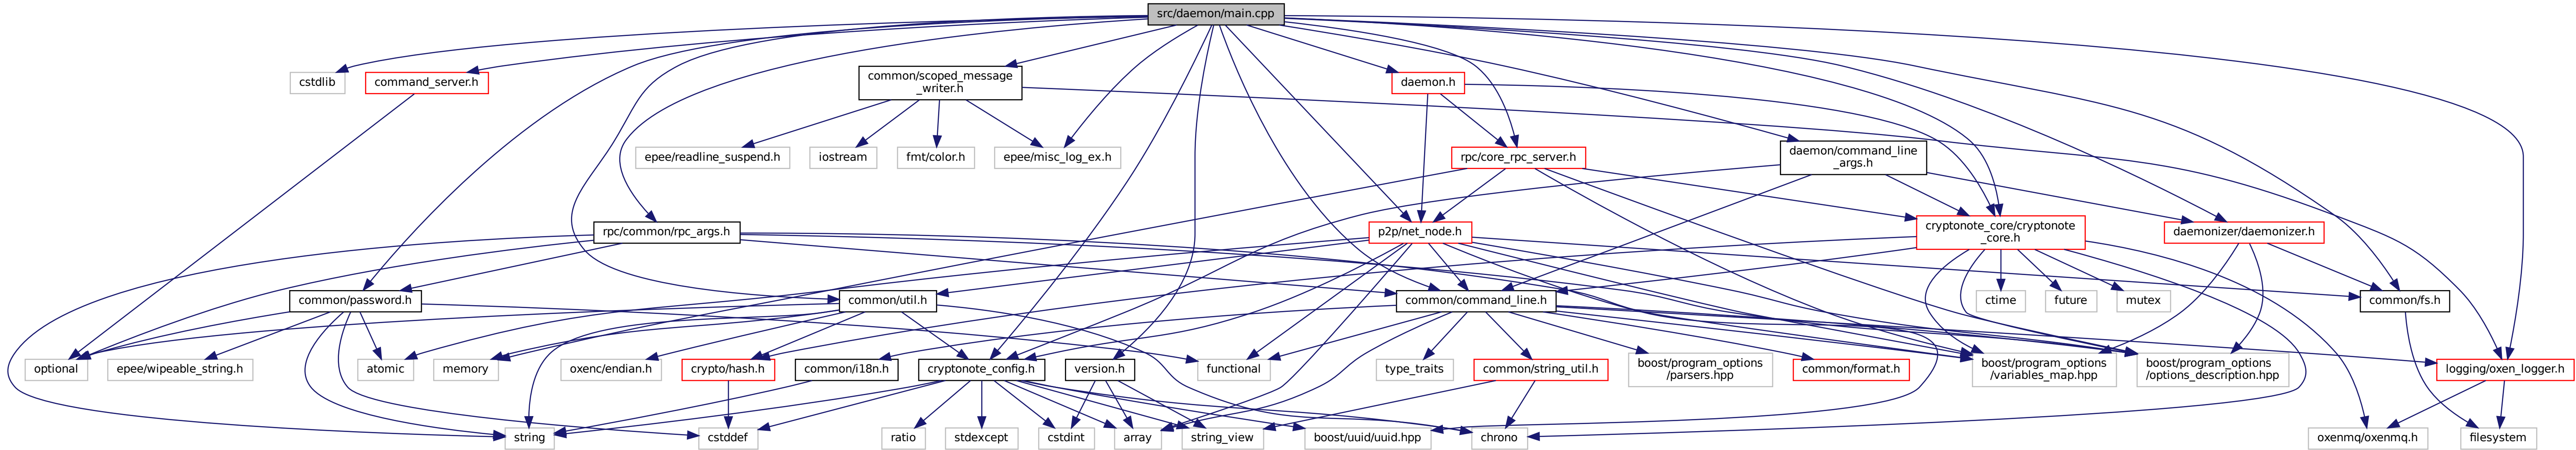 src/daemon/main.cpp
cstdlib
command_server.h
common/scoped_message
_writer.h
daemon.h
epee/readline_suspend.h
iostream
fmt/color.h
epee/misc_log_ex.h
rpc/core_rpc_server.h
daemon/command_line
_args.h
rpc/common/rpc_args.h
p2p/net_node.h
cryptonote_core/cryptonote
_core.h
daemonizer/daemonizer.h
common/password.h
common/util.h
common/command_line.h
ctime
future
mutex
common/fs.h
optional
epee/wipeable_string.h
atomic
memory
oxenc/endian.h
crypto/hash.h
common/i18n.h
cryptonote_config.h
version.h
functional
type_traits
common/string_util.h
boost/program_options
/parsers.hpp
common/format.h
boost/program_options
/variables_map.hpp
boost/program_options
/options_description.hpp
logging/oxen_logger.h
string
cstddef
ratio
stdexcept
cstdint
array
string_view
boost/uuid/uuid.hpp
chrono
oxenmq/oxenmq.h
filesystem